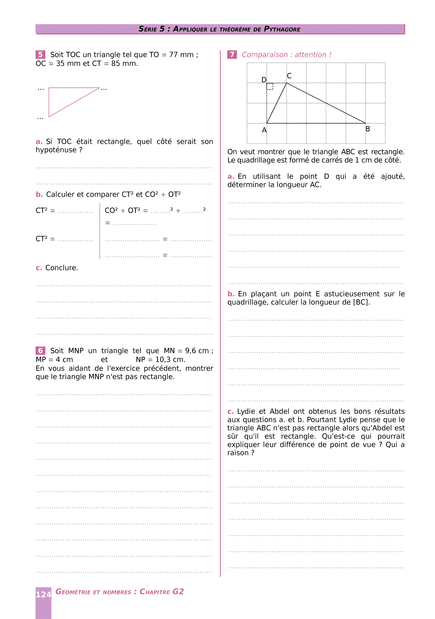 SÉRIE 5 : APPLIQUER LE THÉORÈME DE PYTHAGORE
5 Soit TOC un triangle tel que TO = 77 mm ;
OC = 35 mm et CT = 85 mm.
... ...
...
a. Si TOC était rectangle, quel côté serait son
hypoténuse ?
b. Calculer et comparer CT² et CO² + OT²
CT² = ............... CO² + OT² = ........² + ........²
= ...................
CT² = ............... ....................... = ..................
....................... = ..................
c. Conclure.
6 Soit MNP un triangle tel que MN = 9,6 cm ;
MP = 4 cm et NP = 10,3 cm.
En vous aidant de l'exercice précédent, montrer
que le triangle MNP n'est pas rectangle.
7 Comparaison : attention !
D C
A B
On veut montrer que le triangle ABC est rectangle.
Le quadrillage est formé de carrés de 1 cm de côté.
a. En utilisant le point D qui a été ajouté,
déterminer la longueur AC.
b. En plaçant un point E astucieusement sur le
quadrillage, calculer la longueur de [BC].
c. Lydie et Abdel ont obtenus les bons résultats
aux questions a. et b. Pourtant Lydie pense que le
triangle ABC n'est pas rectangle alors qu'Abdel est
sûr qu'il est rectangle. Qu'est-ce qui pourrait
expliquer leur différence de point de vue ? Qui a
raison ?
124 GÉOMÉTRIE ET NOMBRES : CHAPITRE G2